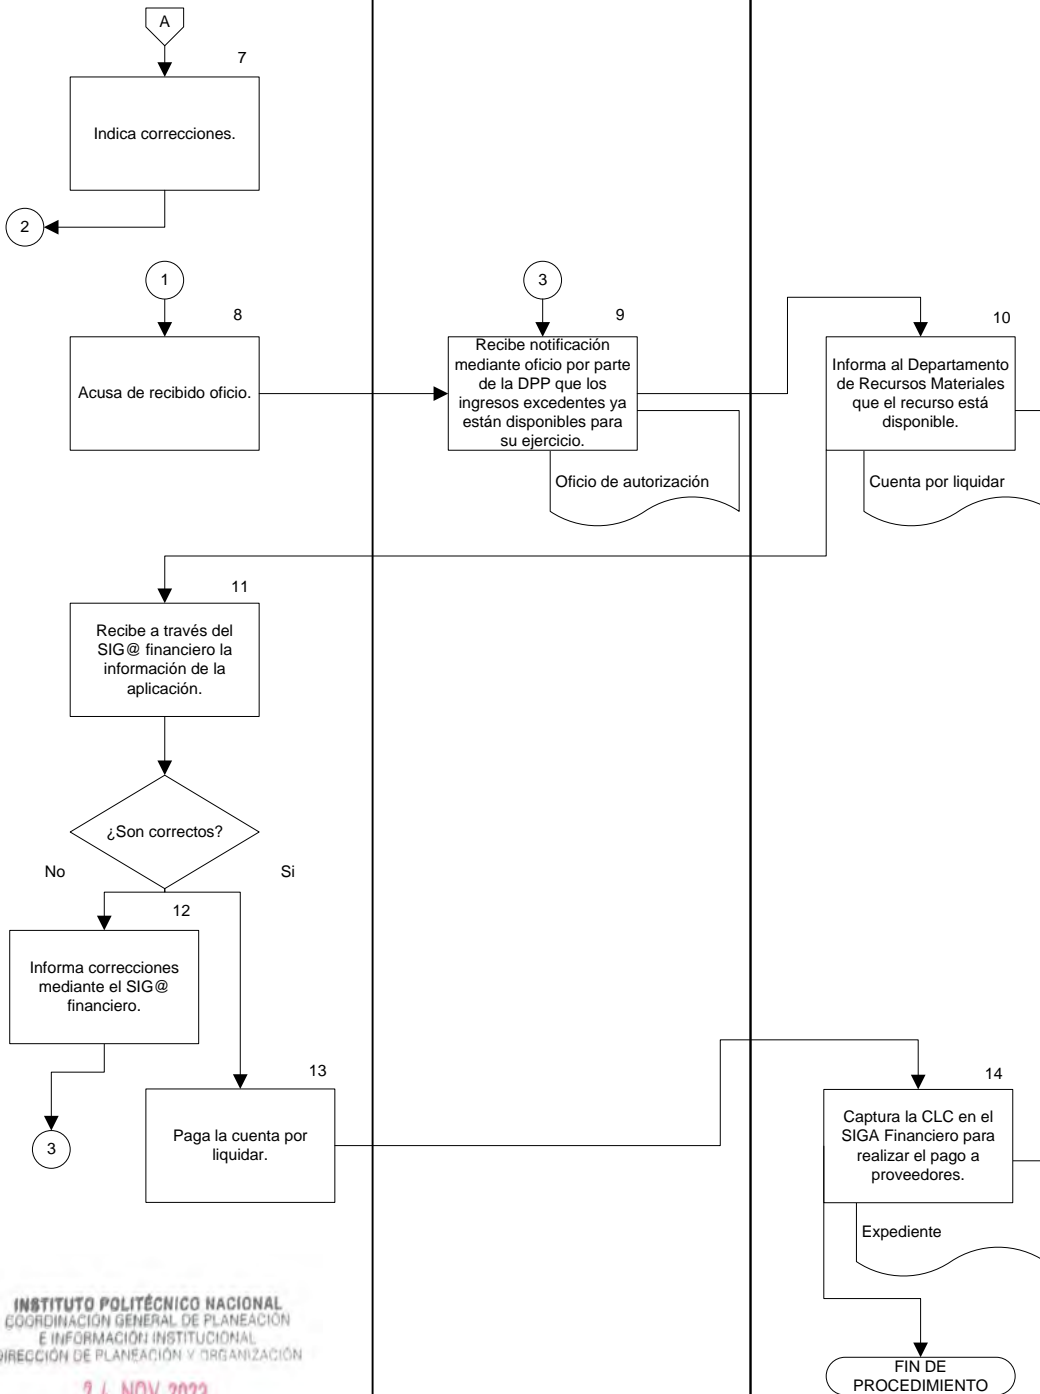 A
7
Indica correcciones.
2
1
8
Acusa de recibido oficio.
3
9
Recibe notificación
mediante oficio por parte
de la DPP que los
ingresos excedentes ya
están disponibles para
su ejercicio.
Oficio de autorización
10
Informa al Departamento
de Recursos Materiales
que el recurso está
disponible.
Cuenta por liquidar
11
Recibe a través del
SIG@ financiero la
información de la
aplicación.
¿Son correctos?
No
Si
12
Informa correcciones
mediante el SIG@
financiero.
3
13
Paga la cuenta por
liquidar.
14
Captura la CLC en el
SIGA Financiero para
realizar el pago a
proveedores.
Expediente
FIN DE
PROCEDIMIENTO
INSTITUTO POLITÉCNICO NACIONAL
COORDINACIÓN GENERAL DE PLANEACIÓN
E INFORMACIÓN INSTITUCIONAL
DIRECCIÓN DE PLANEACIÓN Y ORGANIZACIÓN
24 NOV 2023